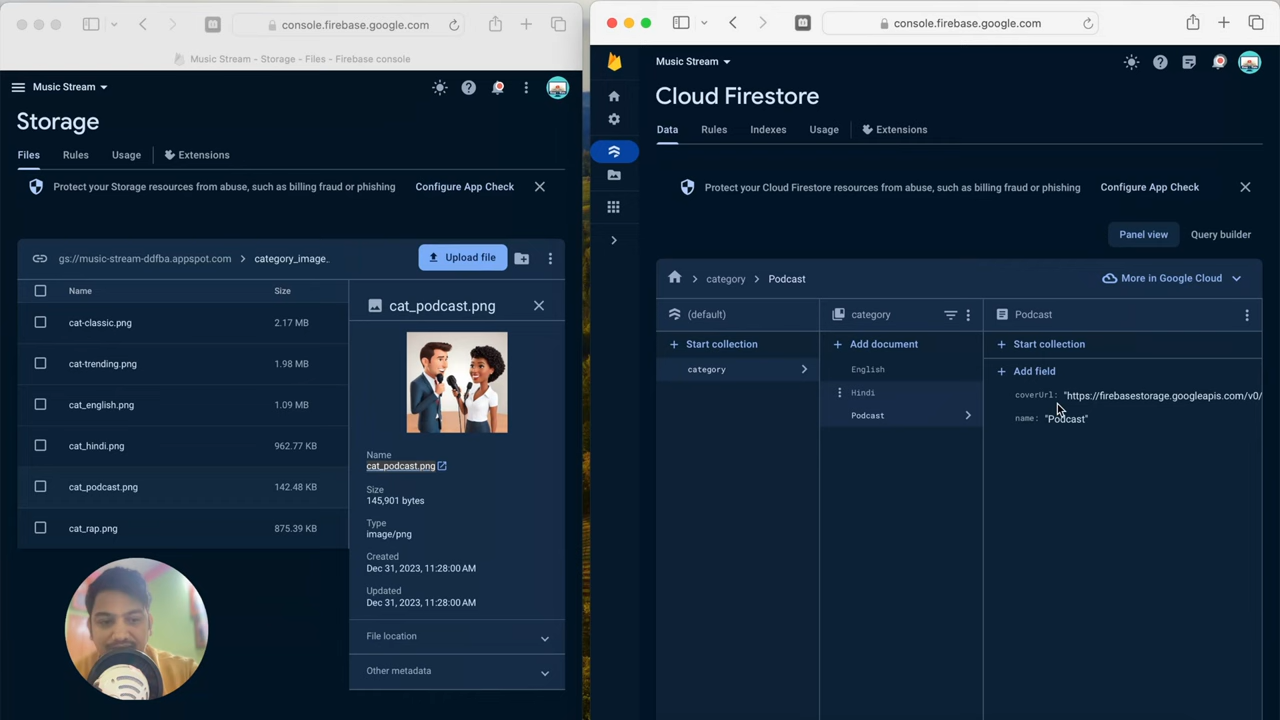 console.firebase.google.com
Music Stream - Storage - Files - Firebase console
Music Stream
Storage
Files Rules Usage Extensions
Protect your Storage resources from abuse, such as billing fraud or phishing Configure App Check
Upload file
gs://music-stream-ddfba.appspot.com > category_image_
Name Size
cat-classic.png 2.17 MB
cat-trending.png 1.98 MB
cat_english.png 1.09 MB
cat_hindi.png 962.77 KB
cat_podcast.png 142.48 KB
cat_rap.png 875.39 KB
cat_podcast.png
Name
cat_podcast.png
Size
145,901 bytes
Type
image/png
Created
Dec 31, 2023, 11:28:00 AM
Updated
Dec 31, 2023, 11:28:00 AM
File location
Other metadata
console.firebase.google.com
Music Stream
Cloud Firestore
Data Rules Indexes Usage Extensions
Protect your Cloud Firestore resources from abuse, such as billing fraud or phishing Configure App Check
Panel view Query builder
category > Podcast
More in Google Cloud
(default)
+ Start collection
category
category
+ Add document
English
Hindi
Podcast
Podcast
+ Start collection
+ Add field
coverUrl: "https://firebasestorage.googleapis.com/v0/
name: "Podcast"